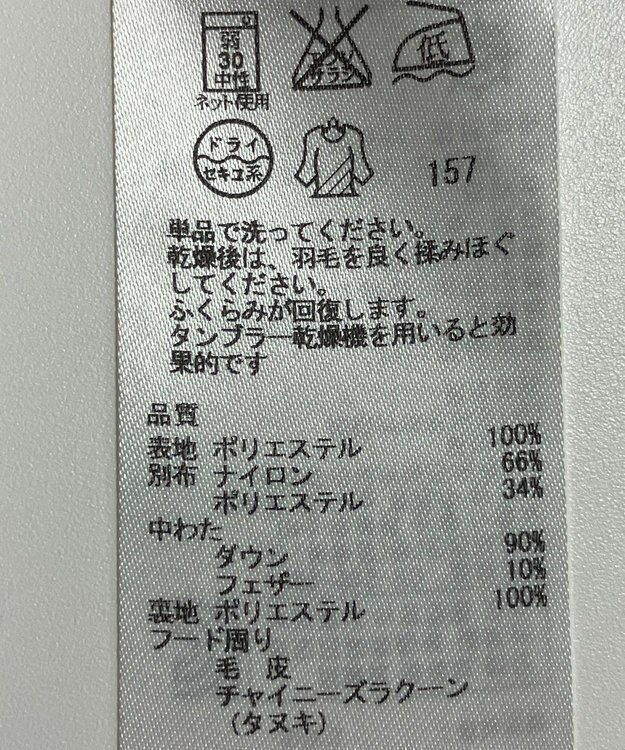 弱
30
中性
ネット使用
エンソ
サラシ
低
ドライ
セキユ系
157
単品で洗ってください。
乾燥後は、羽毛を良く揉みほぐ
してください。
ふくらみが回復します。
タンブラー乾燥機を用いると効
果的です
品質
表地 ポリエステル 100%
別布 ナイロン 66%
ポリエステル 34%
中わた
ダウン 90%
フェザー 10%
裏地 ポリエステル 100%
フード周り
毛 皮
チャイニーズラクーン
(タヌキ)